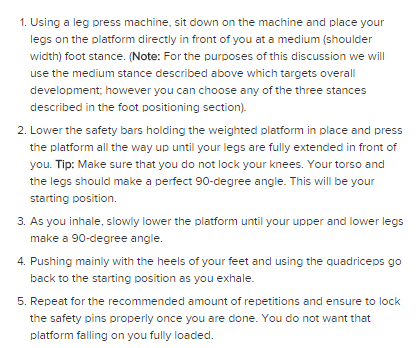 1. Using a leg press machine, sit down on the machine and place your
legs on the platform directly in front of you at a medium (shoulder
width) foot stance. (Note: For the purposes of this discussion we will
use the medium stance described above which targets overall
development; however you can choose any of the three stances
described in the foot positioning section).
2. Lower the safety bars holding the weighted platform in place and press
the platform all the way up until your legs are fully extended in front of
you. Tip: Make sure that you do not lock your knees. Your torso and
the legs should make a perfect 90-degree angle. This will be your
starting position.
3. As you inhale, slowly lower the platform until your upper and lower legs
make a 90-degree angle.
4. Pushing mainly with the heels of your feet and using the quadriceps go
back to the starting position as you exhale.
5. Repeat for the recommended amount of repetitions and ensure to lock
the safety pins properly once you are done. You do not want that
platform falling on you fully loaded.